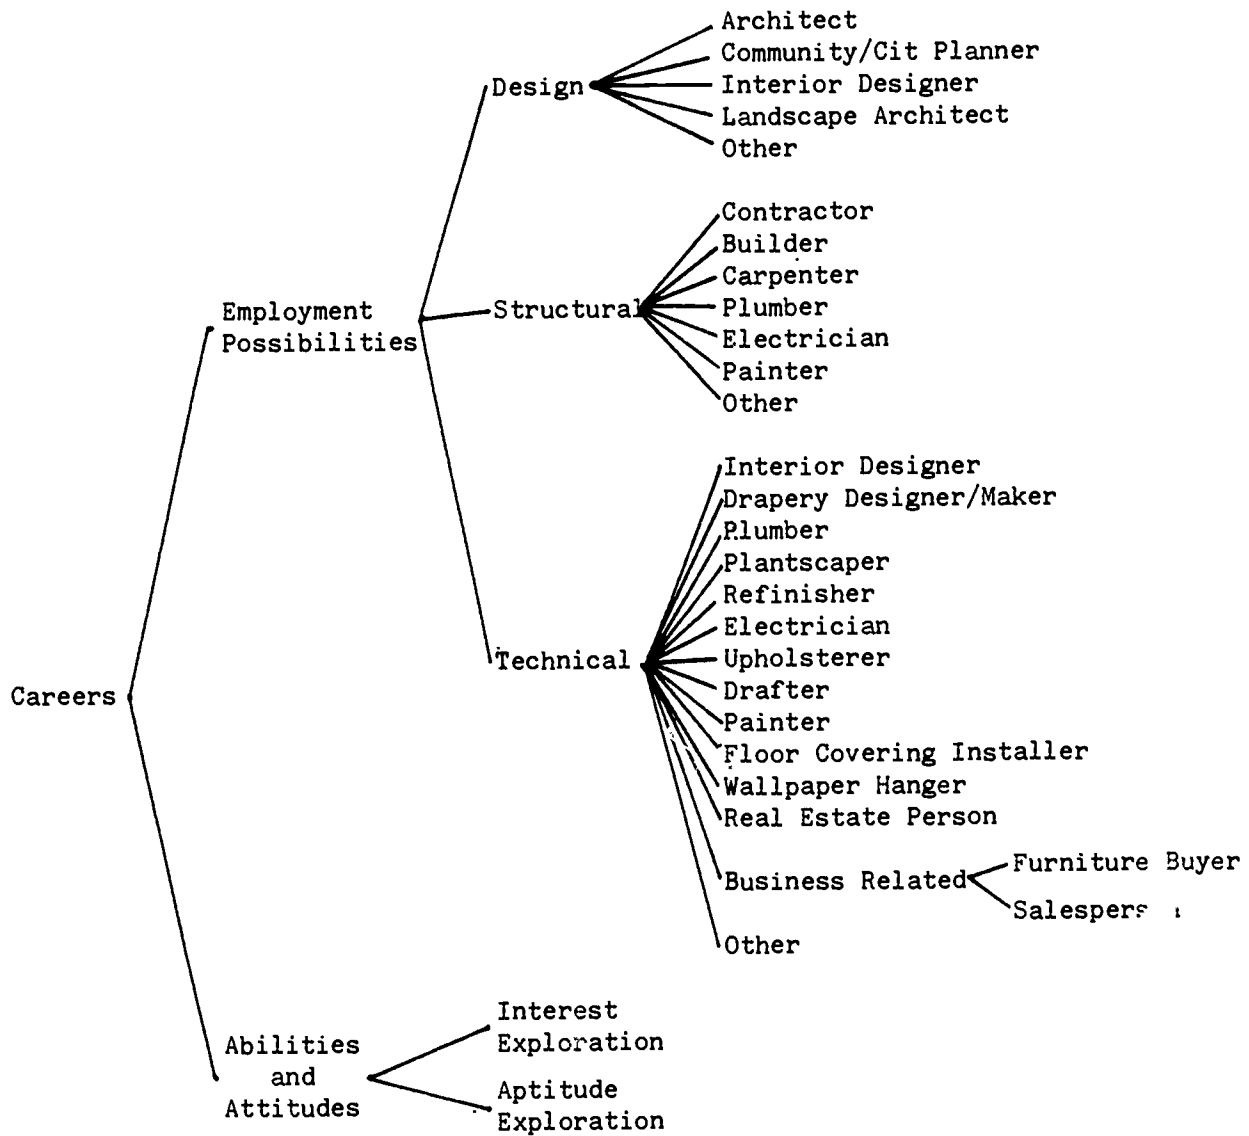 Careers
Employment
Possibilities
Design
Architect
Community/Cit Planner
Interior Designer
Landscape Architect
Other
Structural
Contractor
Builder
Carpenter
Plumber
Electrician
Painter
Other
Technical
Interior Designer
Drapery Designer/Maker
Plumber
Plantscaper
Refinisher
Electrician
Upholsterer
Drafter
Painter
Floor Covering Installer
Wallpaper Hanger
Real Estate Person
Business Related
Furniture Buyer
Other
Abilities
and
Attitudes
Interest
Exploration
Aptitude
Exploration